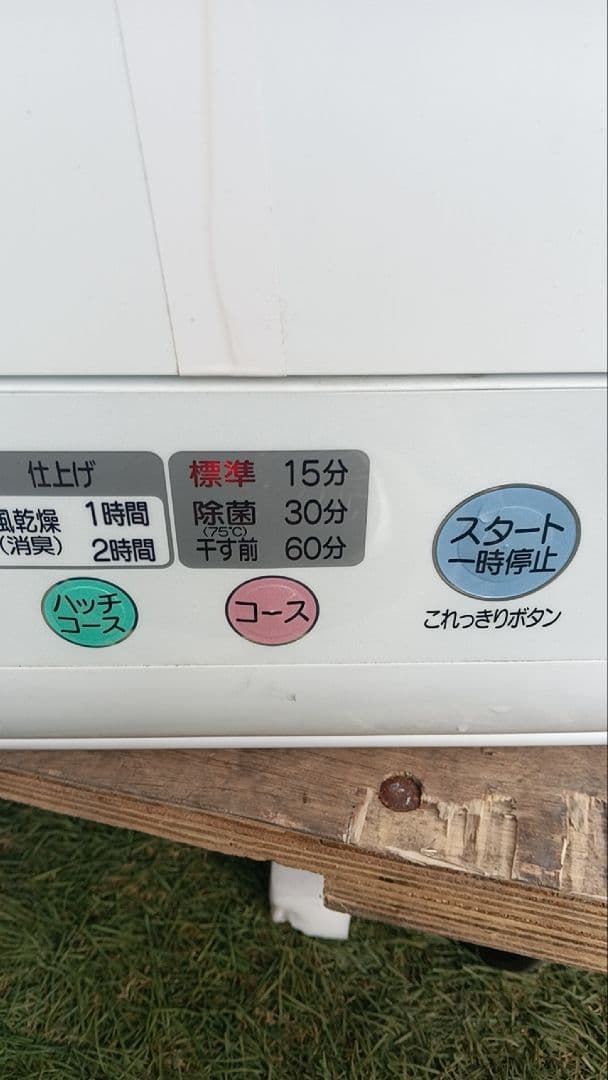 仕上げ
風乾燥 1時間
(消臭) 2時間
標準 15分
除菌 30分
(75℃)
干す前 60分
ハッチ
コース
コース
スタート
一時停止
これっきりボタン